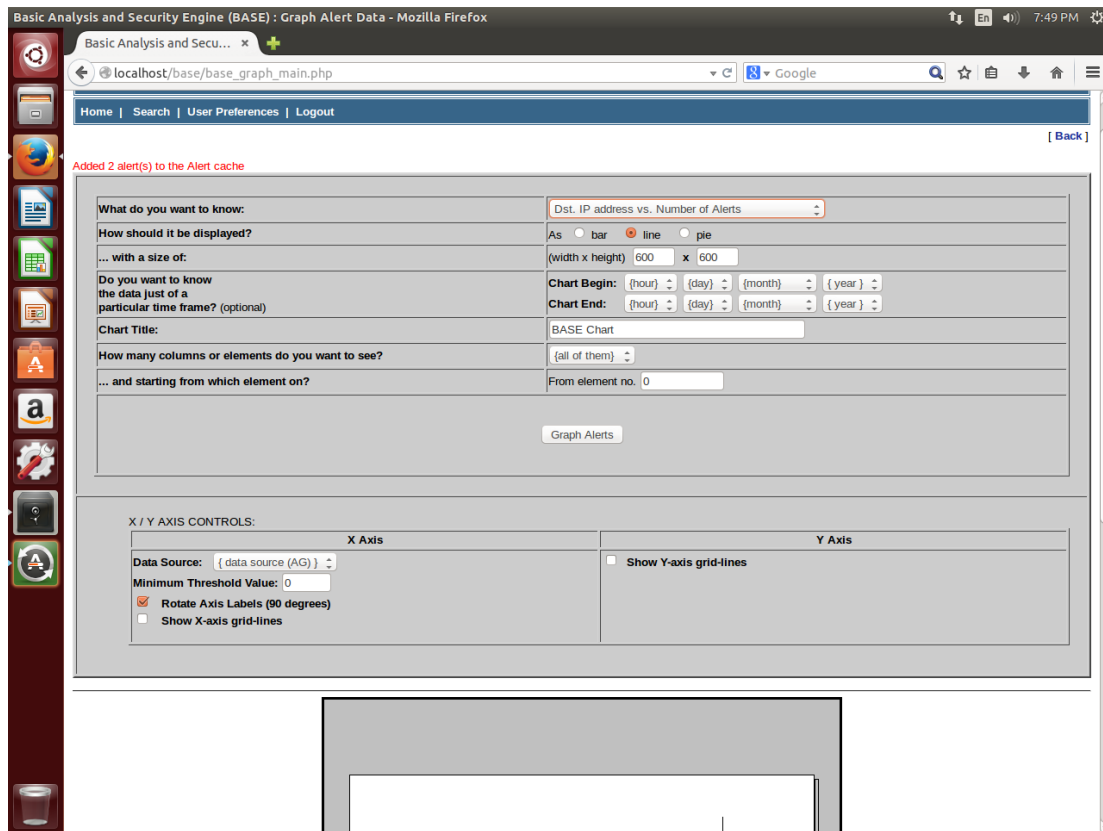 Basic Analysis and Security Engine (BASE) : Graph Alert Data - Mozilla Firefox
En
7:49 PM
Basic Analysis and Secu...
localhost/base/base_graph_main.php
Google
Home | Search | User Preferences | Logout
[ Back ]
Added 2 alert(s) to the Alert cache
What do you want to know:
Dst. IP address vs. Number of Alerts
How should it be displayed?
As bar line pie
... with a size of:
(width x height) 600 x 600
Do you want to know
the data just of a
particular time frame? (optional)
Chart Begin: {hour} {day} {month} { year }
Chart End: {hour} {day} {month} { year }
Chart Title:
BASE Chart
How many columns or elements do you want to see?
{all of them}
... and starting from which element on?
From element no. 0
Graph Alerts
X / Y AXIS CONTROLS:
X Axis
Y Axis
Data Source: { data source (AG) }
Show Y-axis grid-lines
Minimum Threshold Value: 0
Rotate Axis Labels (90 degrees)
Show X-axis grid-lines